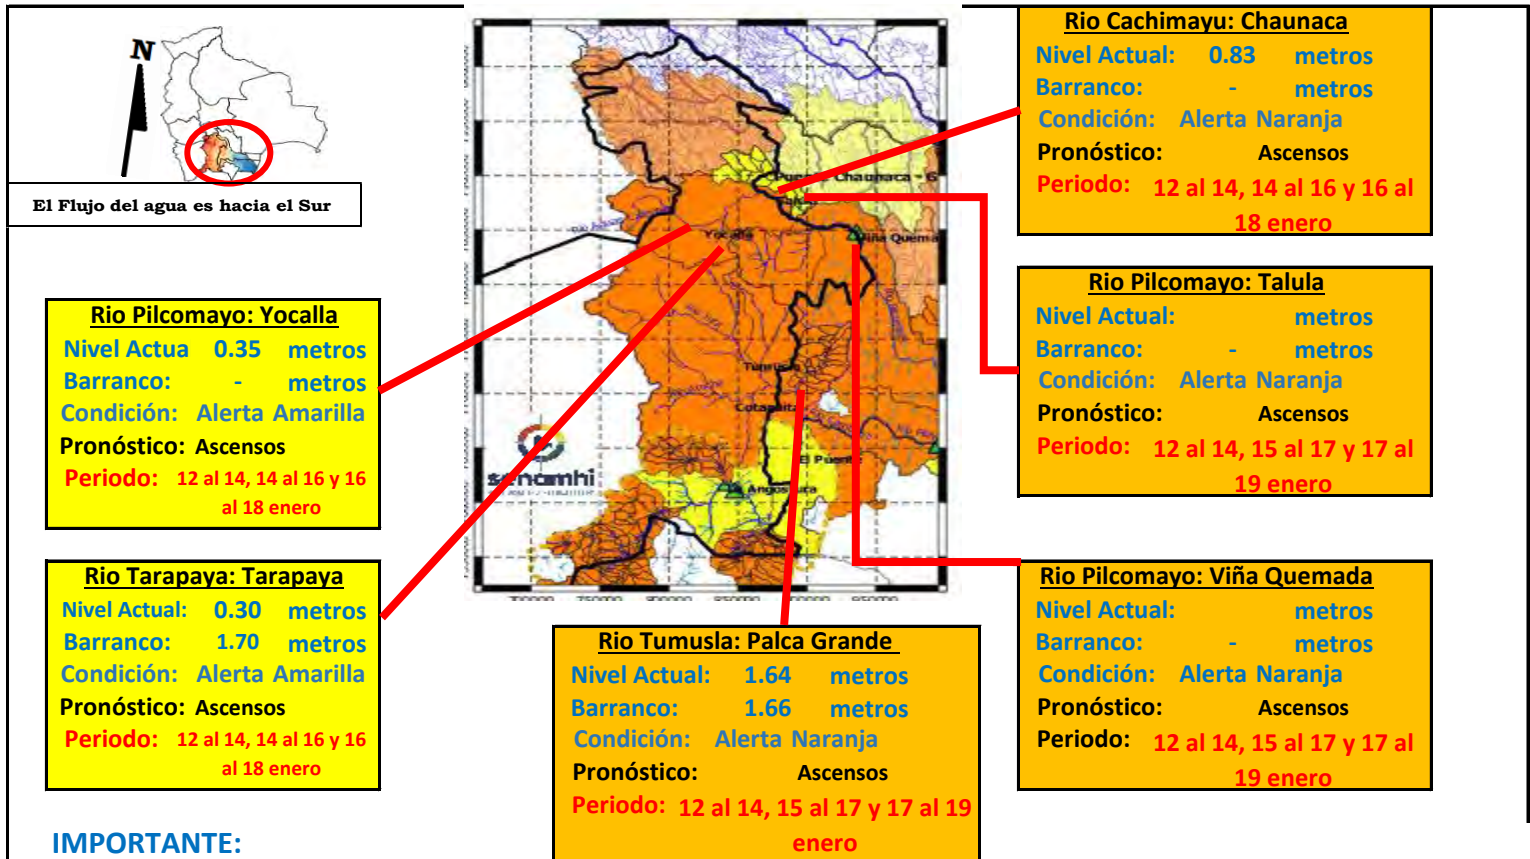 N
El Flujo del agua es hacia el Sur
Puente Chaunaca - 6
Yocalla
Viña Quema
Tumusla
Cotagaita
El Puente
Angostura
senamhi
Rio Cachimayu: Chaunaca
Nivel Actual: 0.83 metros
Barranco: - metros
Condición: Alerta Naranja
Pronóstico: Ascensos
Periodo: 12 al 14, 14 al 16 y 16 al
18 enero
Rio Pilcomayo: Talula
Nivel Actual: metros
Barranco: - metros
Condición: Alerta Naranja
Pronóstico: Ascensos
Periodo: 12 al 14, 15 al 17 y 17 al
19 enero
Rio Pilcomayo: Yocalla
Nivel Actua 0.35 metros
Barranco: - metros
Condición: Alerta Amarilla
Pronóstico: Ascensos
Periodo: 12 al 14, 14 al 16 y 16
al 18 enero
Rio Tarapaya: Tarapaya
Nivel Actual: 0.30 metros
Barranco: 1.70 metros
Condición: Alerta Amarilla
Pronóstico: Ascensos
Periodo: 12 al 14, 14 al 16 y 16
al 18 enero
Rio Tumusla: Palca Grande
Nivel Actual: 1.64 metros
Barranco: 1.66 metros
Condición: Alerta Naranja
Pronóstico: Ascensos
Periodo: 12 al 14, 15 al 17 y 17 al 19
enero
Rio Pilcomayo: Viña Quemada
Nivel Actual: metros
Barranco: - metros
Condición: Alerta Naranja
Pronóstico: Ascensos
Periodo: 12 al 14, 15 al 17 y 17 al
19 enero
IMPORTANTE: